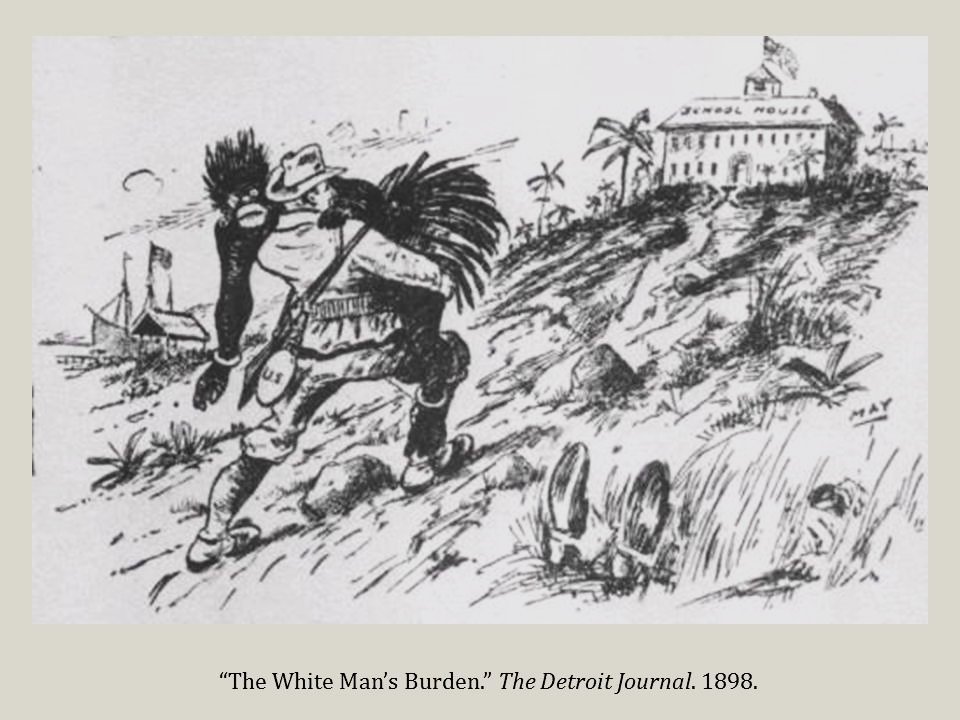 SCHOOL HOUSE
U.S
MAY
“The White Man’s Burden.” The Detroit Journal. 1898.